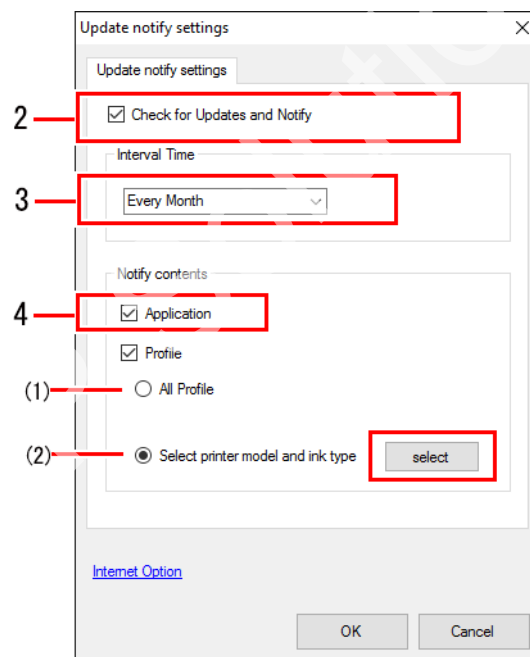 Update notify settings
Update notify settings
2
Check for Updates and Notify
Interval Time
3
Every Month
Notify contents
4
Application
Profile
(1)
All Profile
(2)
Select printer model and ink type
select
Internet Option
OK
Cancel